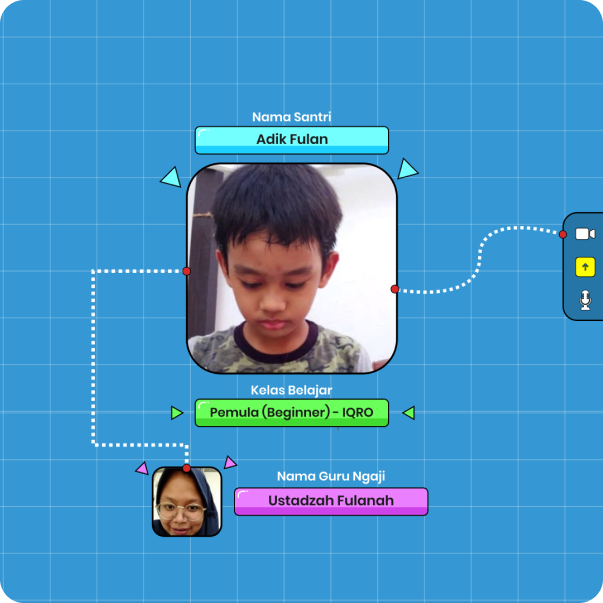 Nama Santri
Adik Fulan
Kelas Belajar
Pemula (Beginner) - IQRO
Nama Guru Ngaji
Ustadzah Fulanah